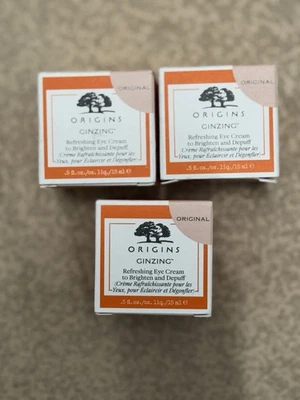 ORIGINAL
ORIGINS
GINZING™
Refreshing Eye Cream
to Brighten and Depuff
(Crème Rafraîchissante pour les
Yeux, pour Éclaircir et Dégonfler)
.5 fl.oz./oz. liq./15 ml e
ORIGINAL
ORIGINS
GINZING™
Refreshing Eye Cream
to Brighten and Depuff
(Crème Rafraîchissante pour les
Yeux, pour Éclaircir et Dégonfler)
.5 fl.oz./oz. liq./15 ml e
ORIGINAL
ORIGINS
GINZING™
Refreshing Eye Cream
to Brighten and Depuff
(Crème Rafraîchissante pour les
Yeux, pour Éclaircir et Dégonfler)
.5 fl.oz./oz. liq./15 ml e